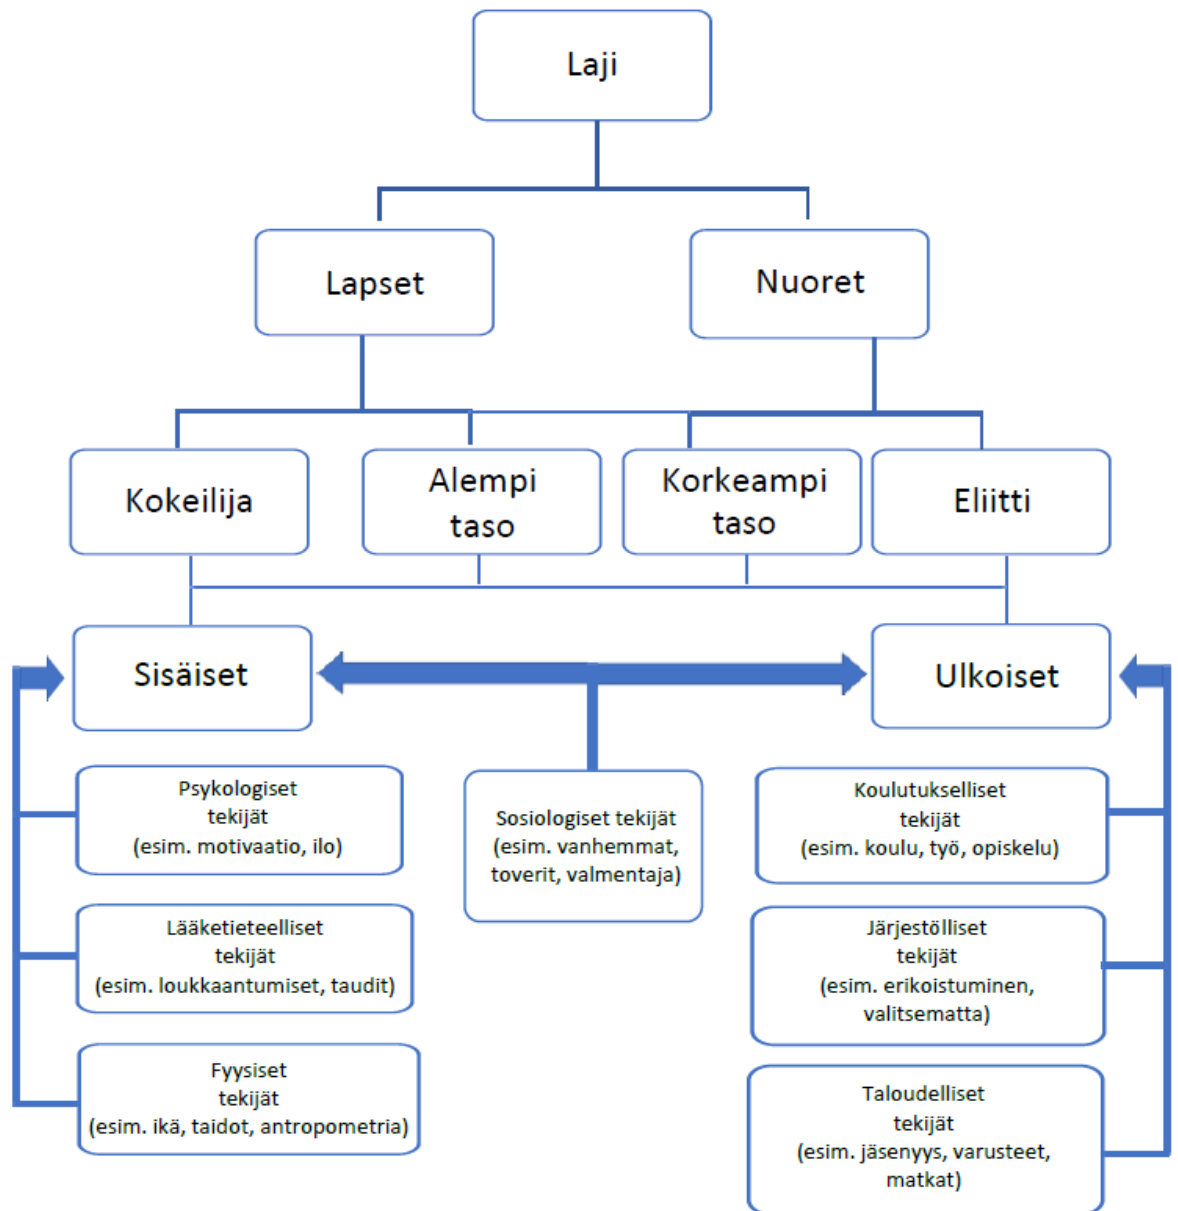 Laji
Lapset
Nuoret
Kokeilija
Alempi
taso
Korkeampi
taso
Eliitti
Sisäiset
Ulkoiset
Psykologiset
tekijät
(esim. motivaatio, ilo)
Sosiologiset tekijät
(esim. vanhemmat,
toverit, valmentaja)
Koulutukselliset
tekijät
(esim. koulu, työ, opiskelu)
Lääketieteelliset
tekijät
(esim. loukkaantumiset, taudit)
Järjestölliset
tekijät
(esim. erikoistuminen,
valitsematta)
Fyysiset
tekijät
(esim. ikä, taidot, antropometria)
Taloudelliset
tekijät
(esim. jäsenyys, varusteet,
matkat)